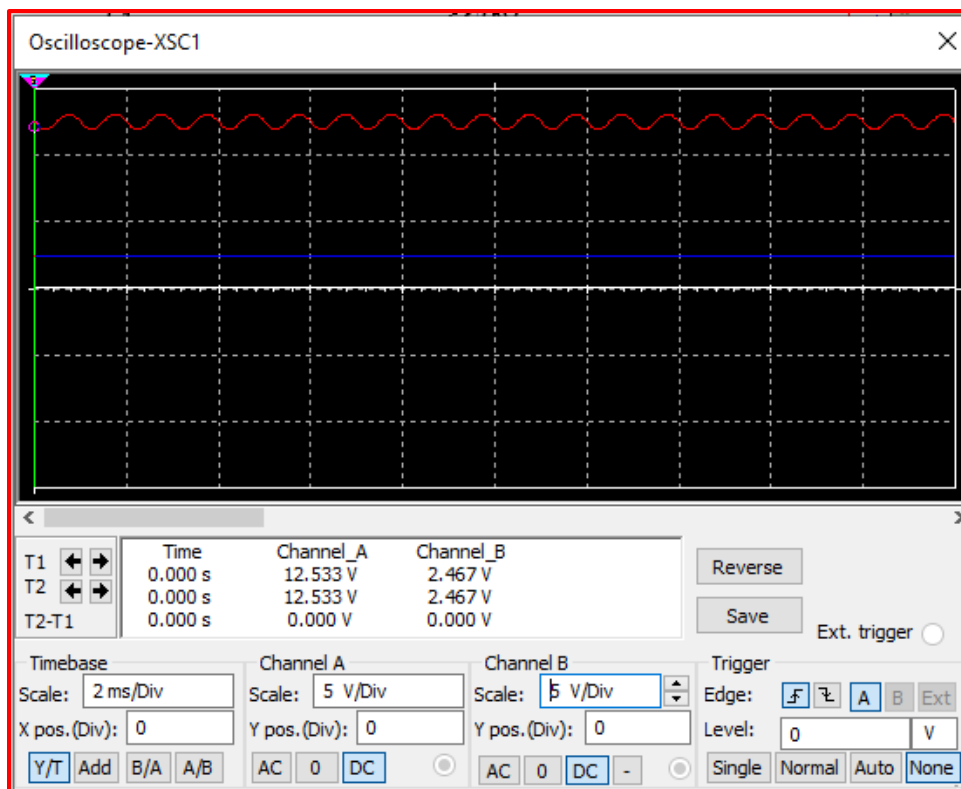 Oscilloscope-XSC1
Time Channel_A Channel_B
T1 0.000 s 12.533 V 2.467 V
T2 0.000 s 12.533 V 2.467 V
T2-T1 0.000 s 0.000 V 0.000 V
Reverse
Save
Ext. trigger
Timebase
Scale: 2 ms/Div
X pos.(Div): 0
Y/T Add B/A A/B
Channel A
Scale: 5 V/Div
Y pos.(Div): 0
AC 0 DC
Channel B
Scale: 5 V/Div
Y pos.(Div): 0
AC 0 DC -
Trigger
Edge: A B Ext
Level: 0 V
Single Normal Auto None